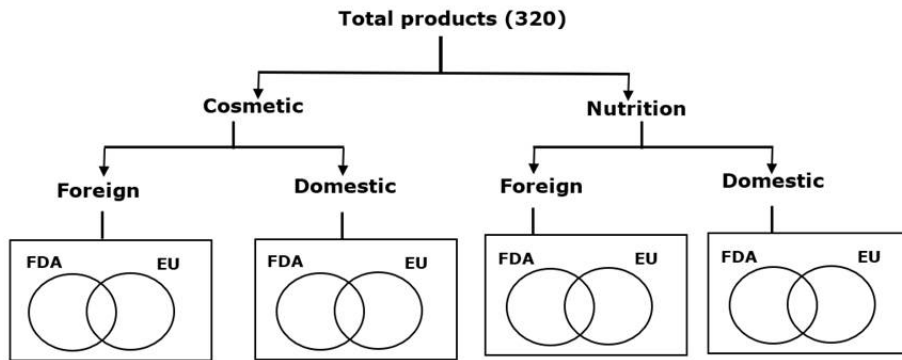 Total products (320)
Cosmetic Nutrition
Foreign Domestic Foreign Domestic
FDA EU FDA EU FDA EU FDA EU